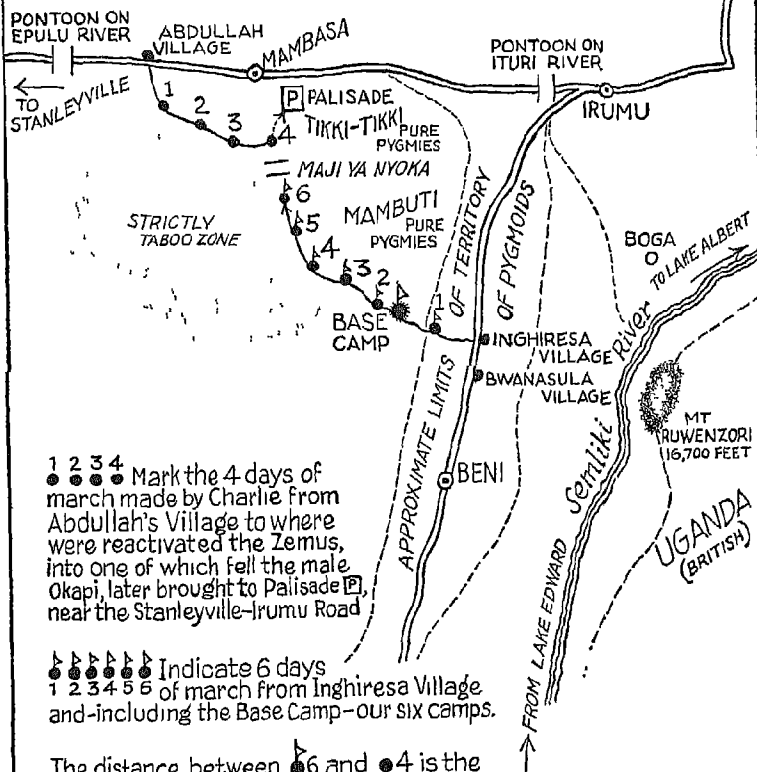 PONTOON ON
EPULU RIVER
ABDULLAH
VILLAGE
MAMBASA
PONTOON ON
ITURI RIVER
TO
STANLEYVILLE
IRUMU
1
2
3
4
P PALISADE
TIKKI-TIKKI
PURE
PYGMIES
MAJI YA NYOKA
6
5
4
3
2
1
MAMBUTI
PURE
PYGMIES
STRICTLY
TABOO ZONE
BASE
CAMP
APPROXIMATE LIMITS
OF TERRITORY
OF PYGMOIDS
BOGA
TO LAKE ALBERT
INGHIRESA
VILLAGE
BWANASULA
VILLAGE
Semliki River
MT
RUWENZORI
16,700 FEET
BENI
UGANDA
(BRITISH)
FROM LAKE EDWARD
1 2 3 4 Mark the 4 days of
march made by Charlie from
Abdullah's Village to where
were reactivated the Zemus,
into one of which fell the male
Okapi, later brought to Palisade P,
near the Stanleyville-Irumu Road
1 2 3 4 5 6 Indicate 6 days
of march from Inghiresa Village
and-including the Base Camp-our six camps.
The distance between 6 and 4 is the